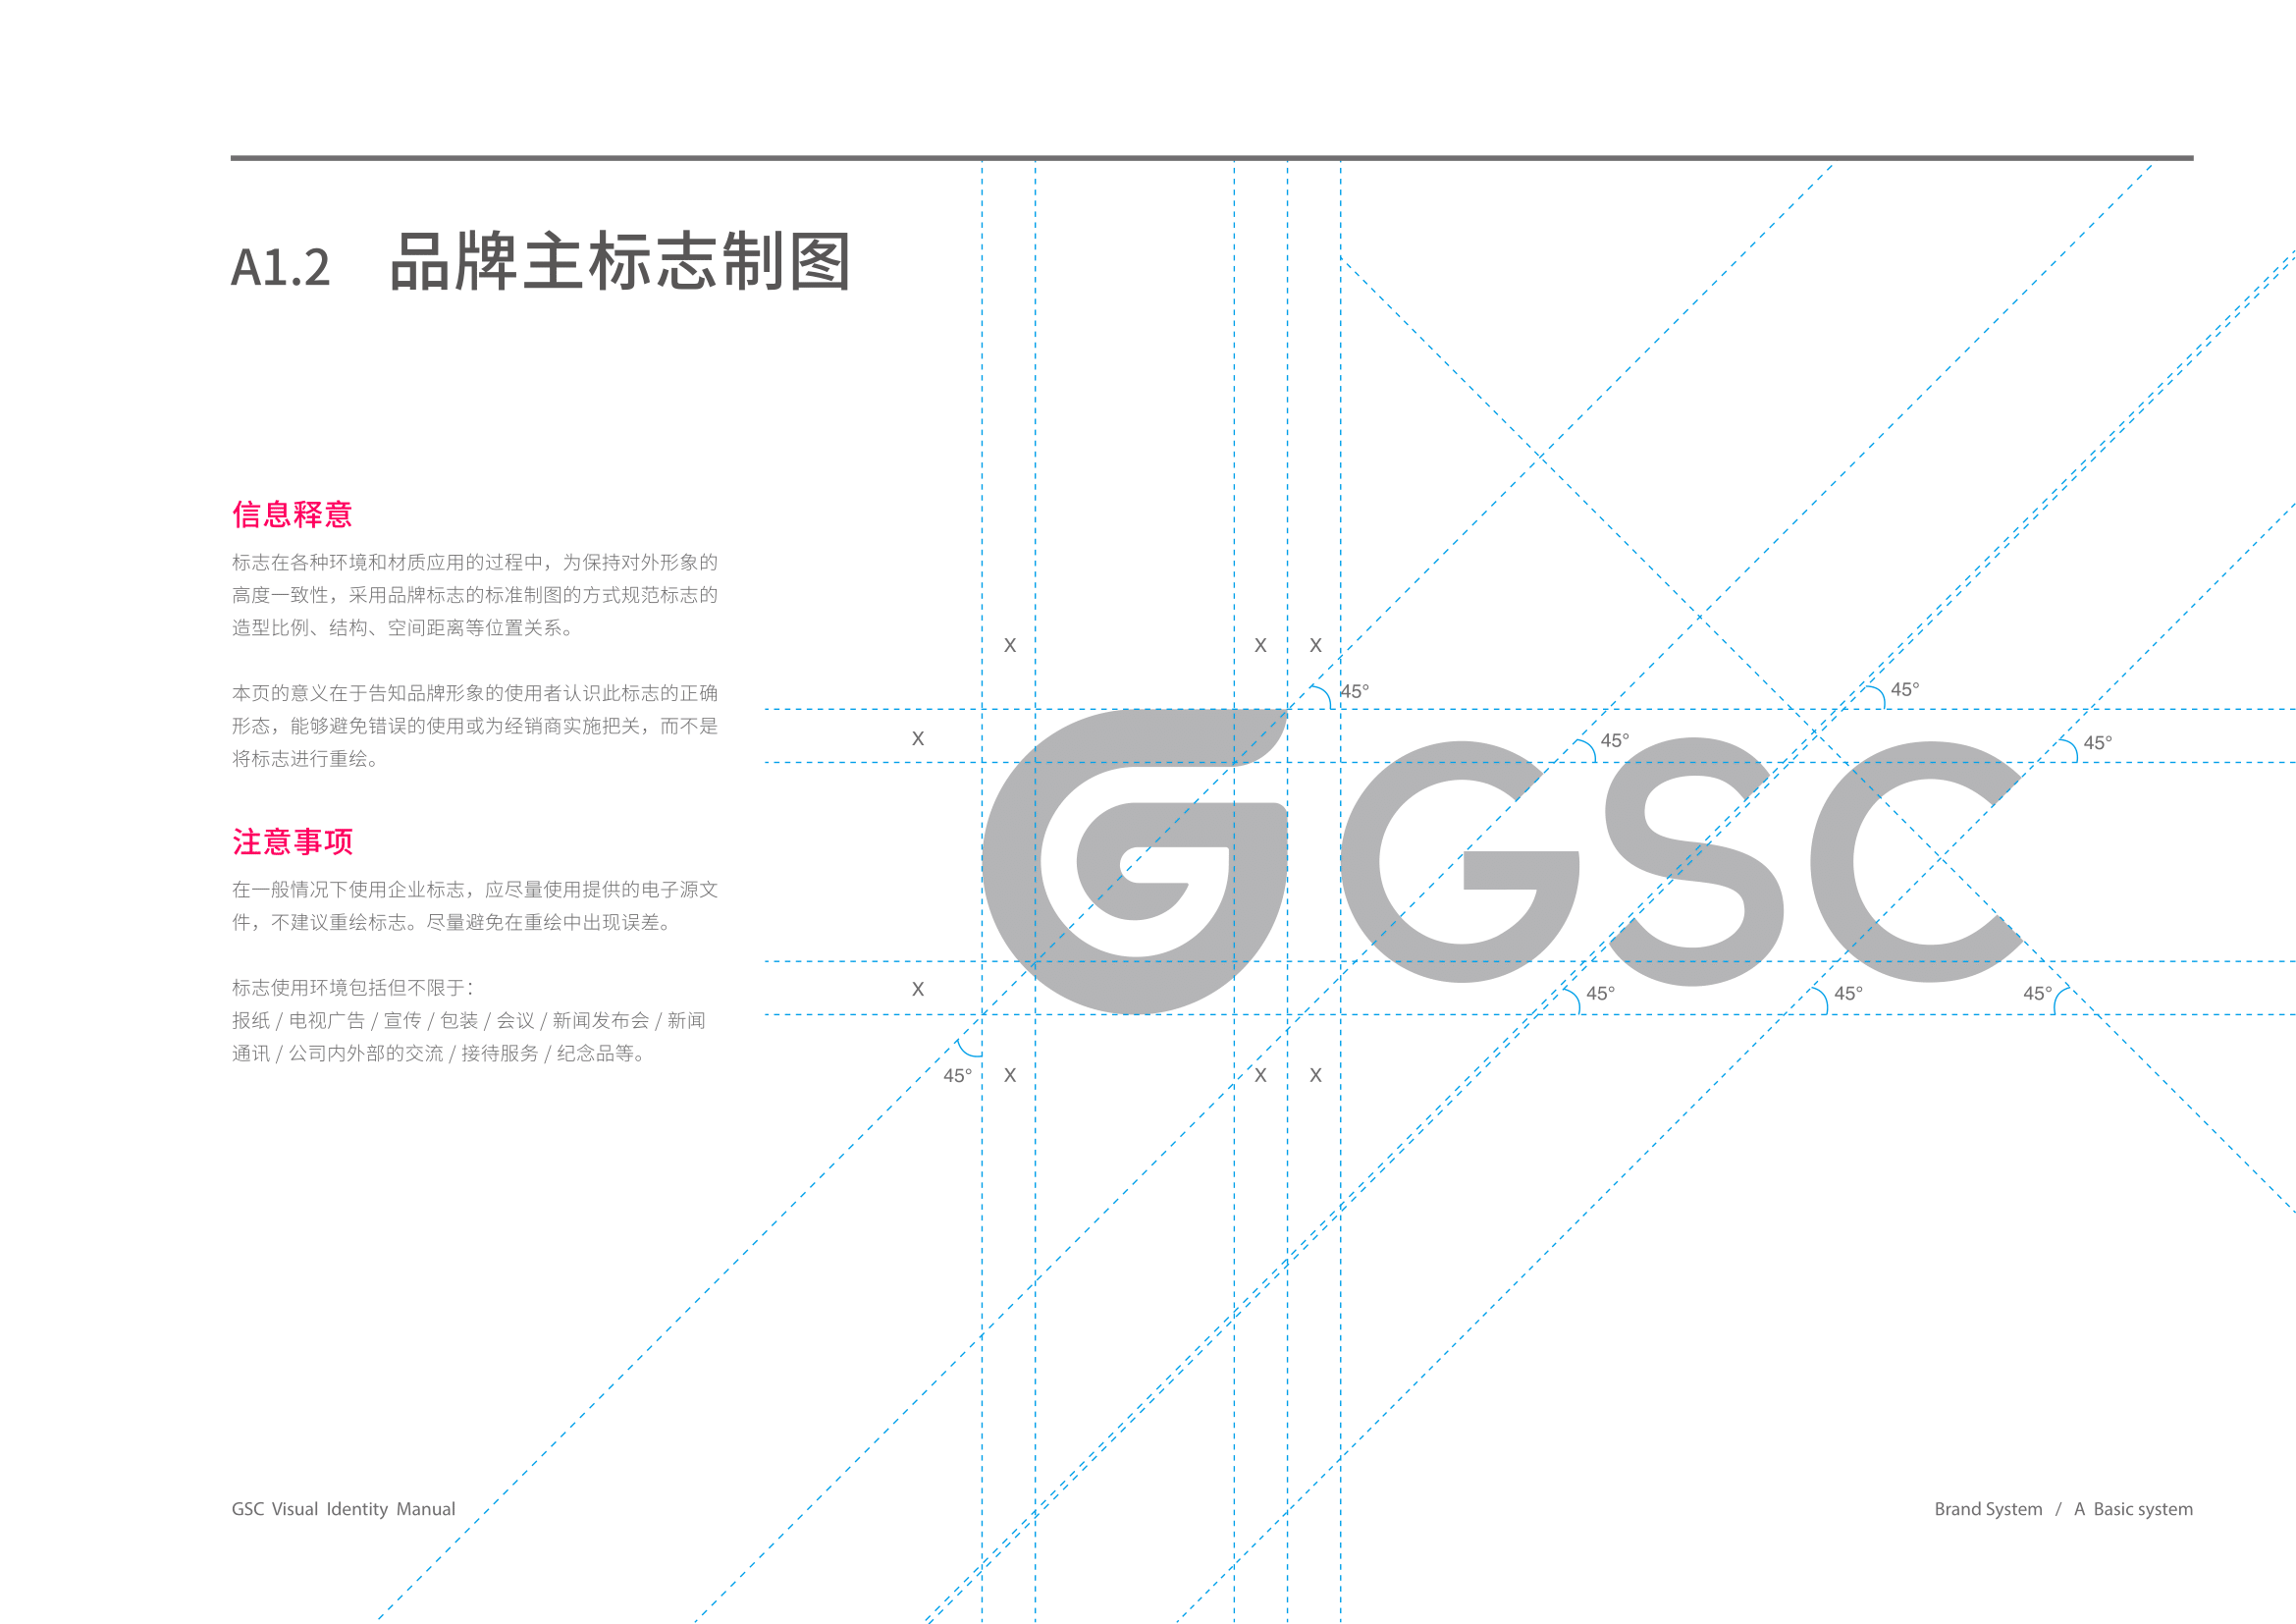 A1.2 品牌主标志制图
信息释意
标志在各种环境和材质应用的过程中，为保持对外形象的
高度一致性，采用品牌标志的标准制图的方式规范标志的
造型比例、结构、空间距离等位置关系。
本页的意义在于告知品牌形象的使用者认识此标志的正确
形态，能够避免错误的使用或为经销商实施把关，而不是
将标志进行重绘。
注意事项
在一般情况下使用企业标志，应尽量使用提供的电子源文
件，不建议重绘标志。尽量避免在重绘中出现误差。
标志使用环境包括但不限于：
报纸 / 电视广告 / 宣传 / 包装 / 会议 / 新闻发布会 / 新闻
通讯 / 公司内外部的交流 / 接待服务 / 纪念品等。
X X X
45° 45°
X 45° 45°
GSC
X 45° 45° 45°
45° X X X
GSC Visual Identity Manual
Brand System / A Basic system